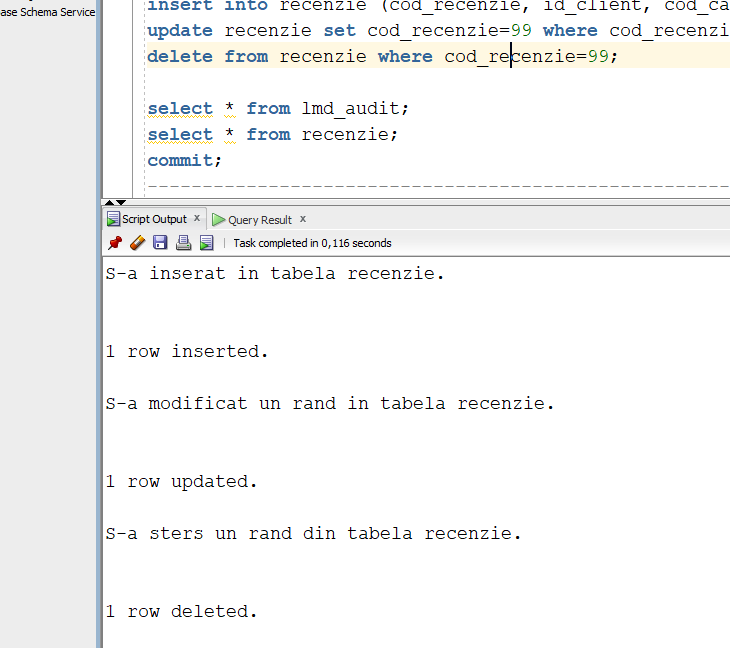 ase Schema Service
insert into recenzie (cod_recenzie, id_client, cod_ca
update recenzie set cod_recenzie=99 where cod_recenzi
delete from recenzie where cod_recenzie=99;
select * from lmd_audit;
select * from recenzie;
commit;
------------------------------------------------------
Script Output x Query Result x
Task completed in 0,116 seconds
S-a inserat in tabela recenzie.
1 row inserted.
S-a modificat un rand in tabela recenzie.
1 row updated.
S-a sters un rand din tabela recenzie.
1 row deleted.